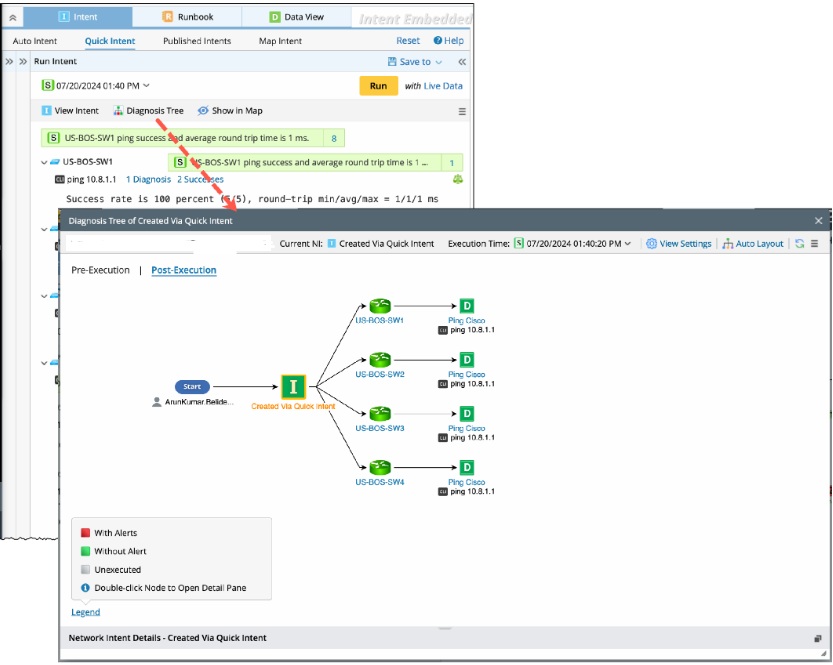 Intent
Runbook
Data View
Intent Embedded
Auto Intent
Quick Intent
Published Intents
Map Intent
Reset
Help
Run Intent
Save to
S 07/20/2024 01:40 PM
Run
with Live Data
View Intent
Diagnosis Tree
Show in Map
S US-BOS-SW1 ping success and average round trip time is 1 ms. 8
US-BOS-SW1
S US-BOS-SW1 ping success and average round trip time is 1 ... 1
ping 10.8.1.1 1 Diagnosis 2 Successes
Success rate is 100 percent (5/5), round-trip min/avg/max = 1/1/1 ms
Diagnosis Tree of Created Via Quick Intent
Current NI: I Created Via Quick Intent
Execution Time: S 07/20/2024 01:40:20 PM
View Settings
Auto Layout
Pre-Execution | Post-Execution
US-BOS-SW1
D
Ping Cisco
ping 10.8.1.1
US-BOS-SW2
D
Ping Cisco
ping 10.8.1.1
Start
ArunKumar.Belide...
I
Created Via Quick Intent
US-BOS-SW3
D
Ping Cisco
ping 10.8.1.1
US-BOS-SW4
D
Ping Cisco
ping 10.8.1.1
With Alerts
Without Alert
Unexecuted
Double-click Node to Open Detail Pane
Legend
Network Intent Details - Created Via Quick Intent